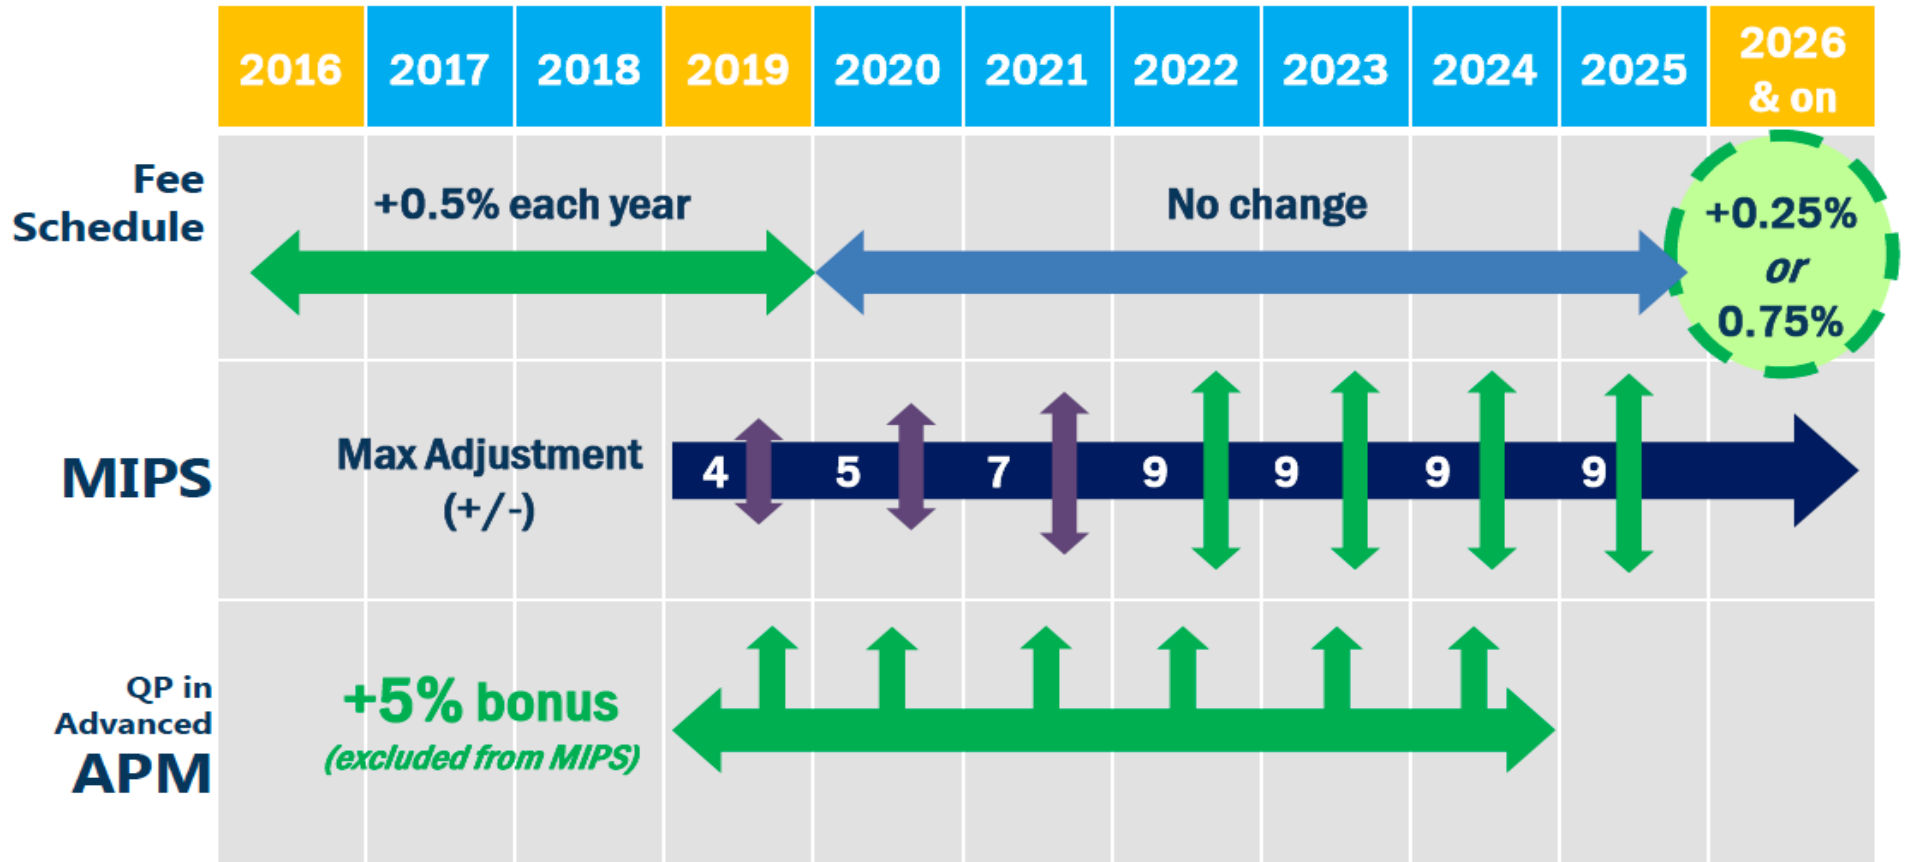 2016 2017 2018 2019 2020 2021 2022 2023 2024 2025 2026
& on
Fee
Schedule
+0.5% each year
No change
+0.25%
or
0.75%
MIPS
Max Adjustment
(+/-)
4 5 7 9 9 9 9
QP in
Advanced
APM
+5% bonus
(excluded from MIPS)